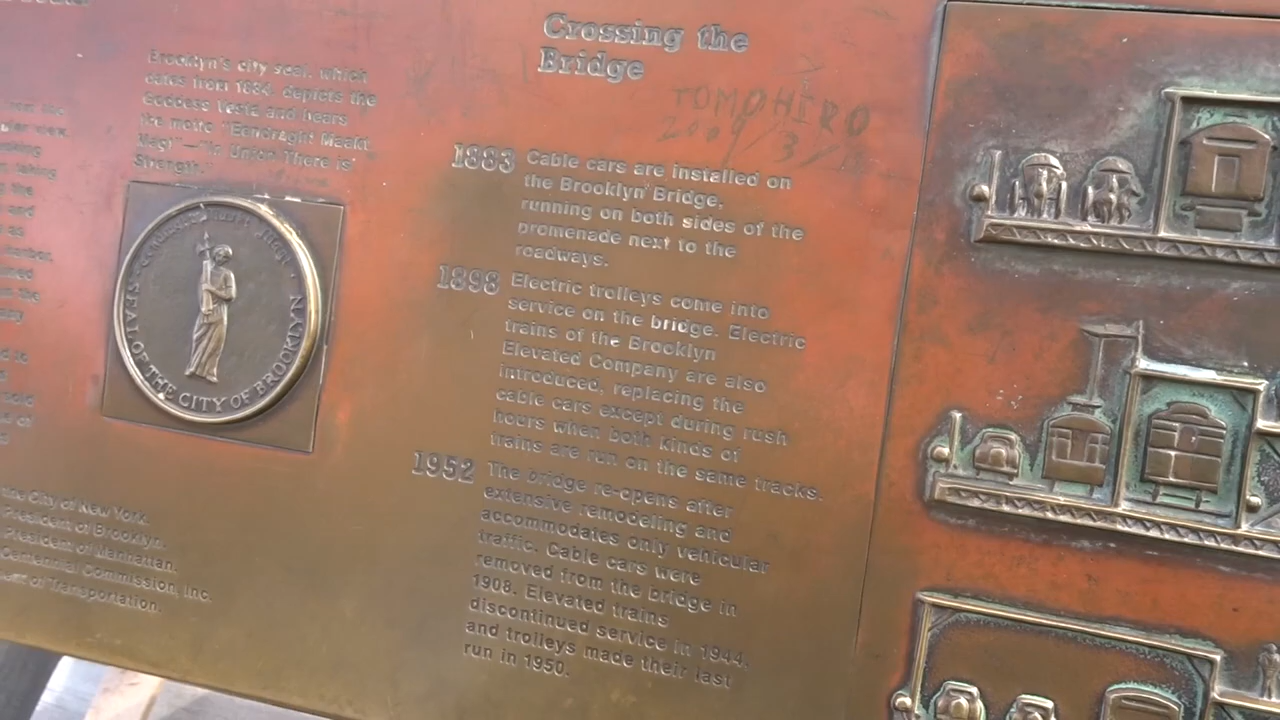 Brooklyn's city seal, which
dates from 1834, depicts the
Goddess Vesta and bears
the motto "Eendraght Maakt
Magt"—"In Union There is
Strength."
SEAL OF THE CITY OF BROOKLYN
the City of New York.
President of Brooklyn.
President of Manhattan.
Centennial Commission, Inc.
of Transportation.
Crossing the
Bridge
TOMOHIRO
1883 Cable cars are installed on
the Brooklyn Bridge,
running on both sides of the
promenade next to the
roadways.
1898 Electric trolleys come into
service on the bridge. Electric
trains of the Brooklyn
Elevated Company are also
introduced, replacing the
cable cars except during rush
hours when both kinds of
trains are run on the same tracks.
1952 The bridge re-opens after
extensive remodeling and
accommodates only vehicular
traffic. Cable cars were
removed from the bridge in
1908. Elevated trains
discontinued service in 1944,
and trolleys made their last
run in 1950.